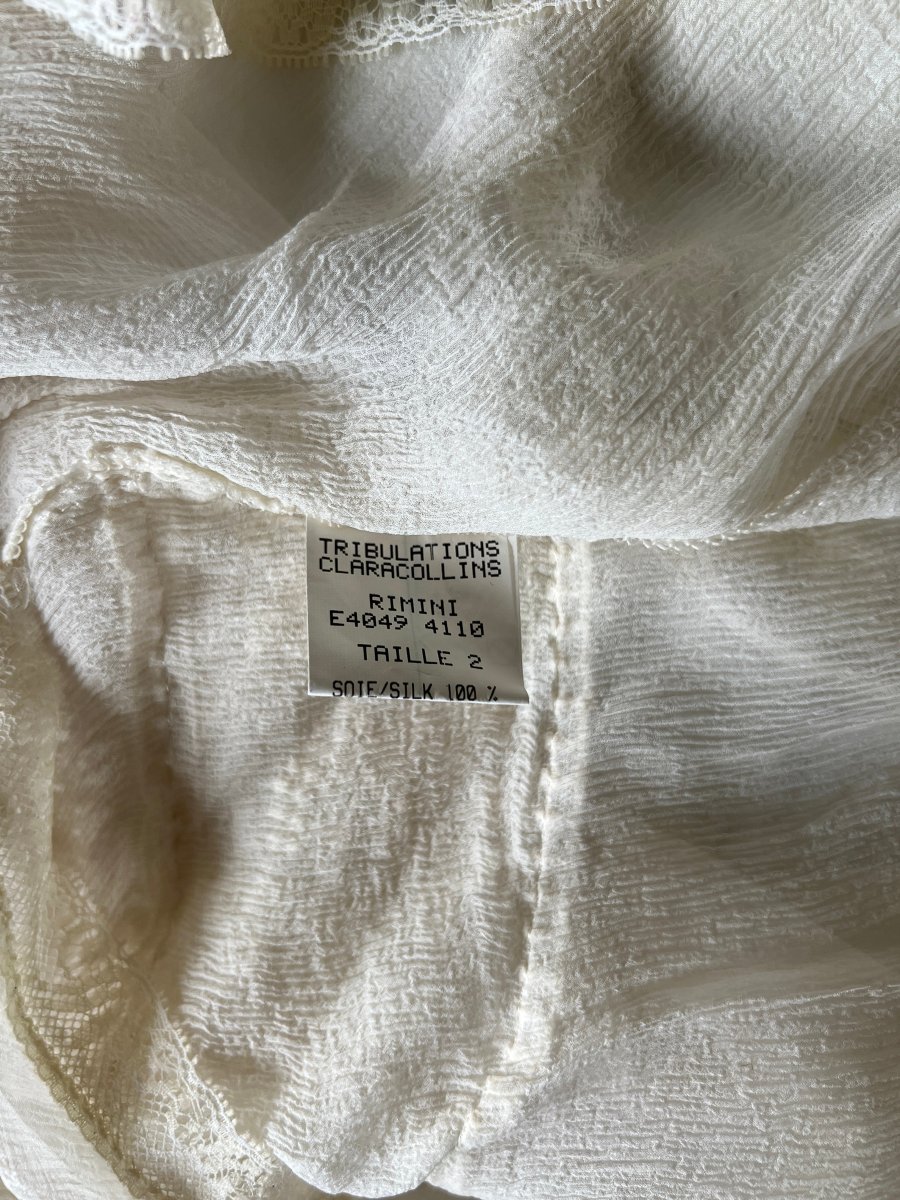 TRIBULATIONS
CLARACOLLINS
RIMINI
E4049 4110
TAILLE 2
SOIE/SILK 100 %